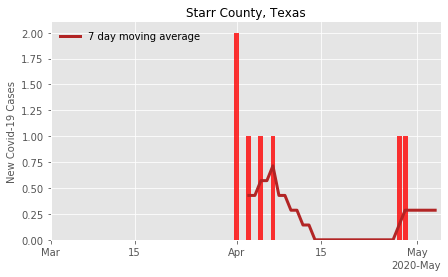 Starr County, Texas
7 day moving average
New Covid-19 Cases
2.00
1.75
1.50
1.25
1.00
0.75
0.50
0.25
0.00
Mar 15 Apr 15 May
2020-May